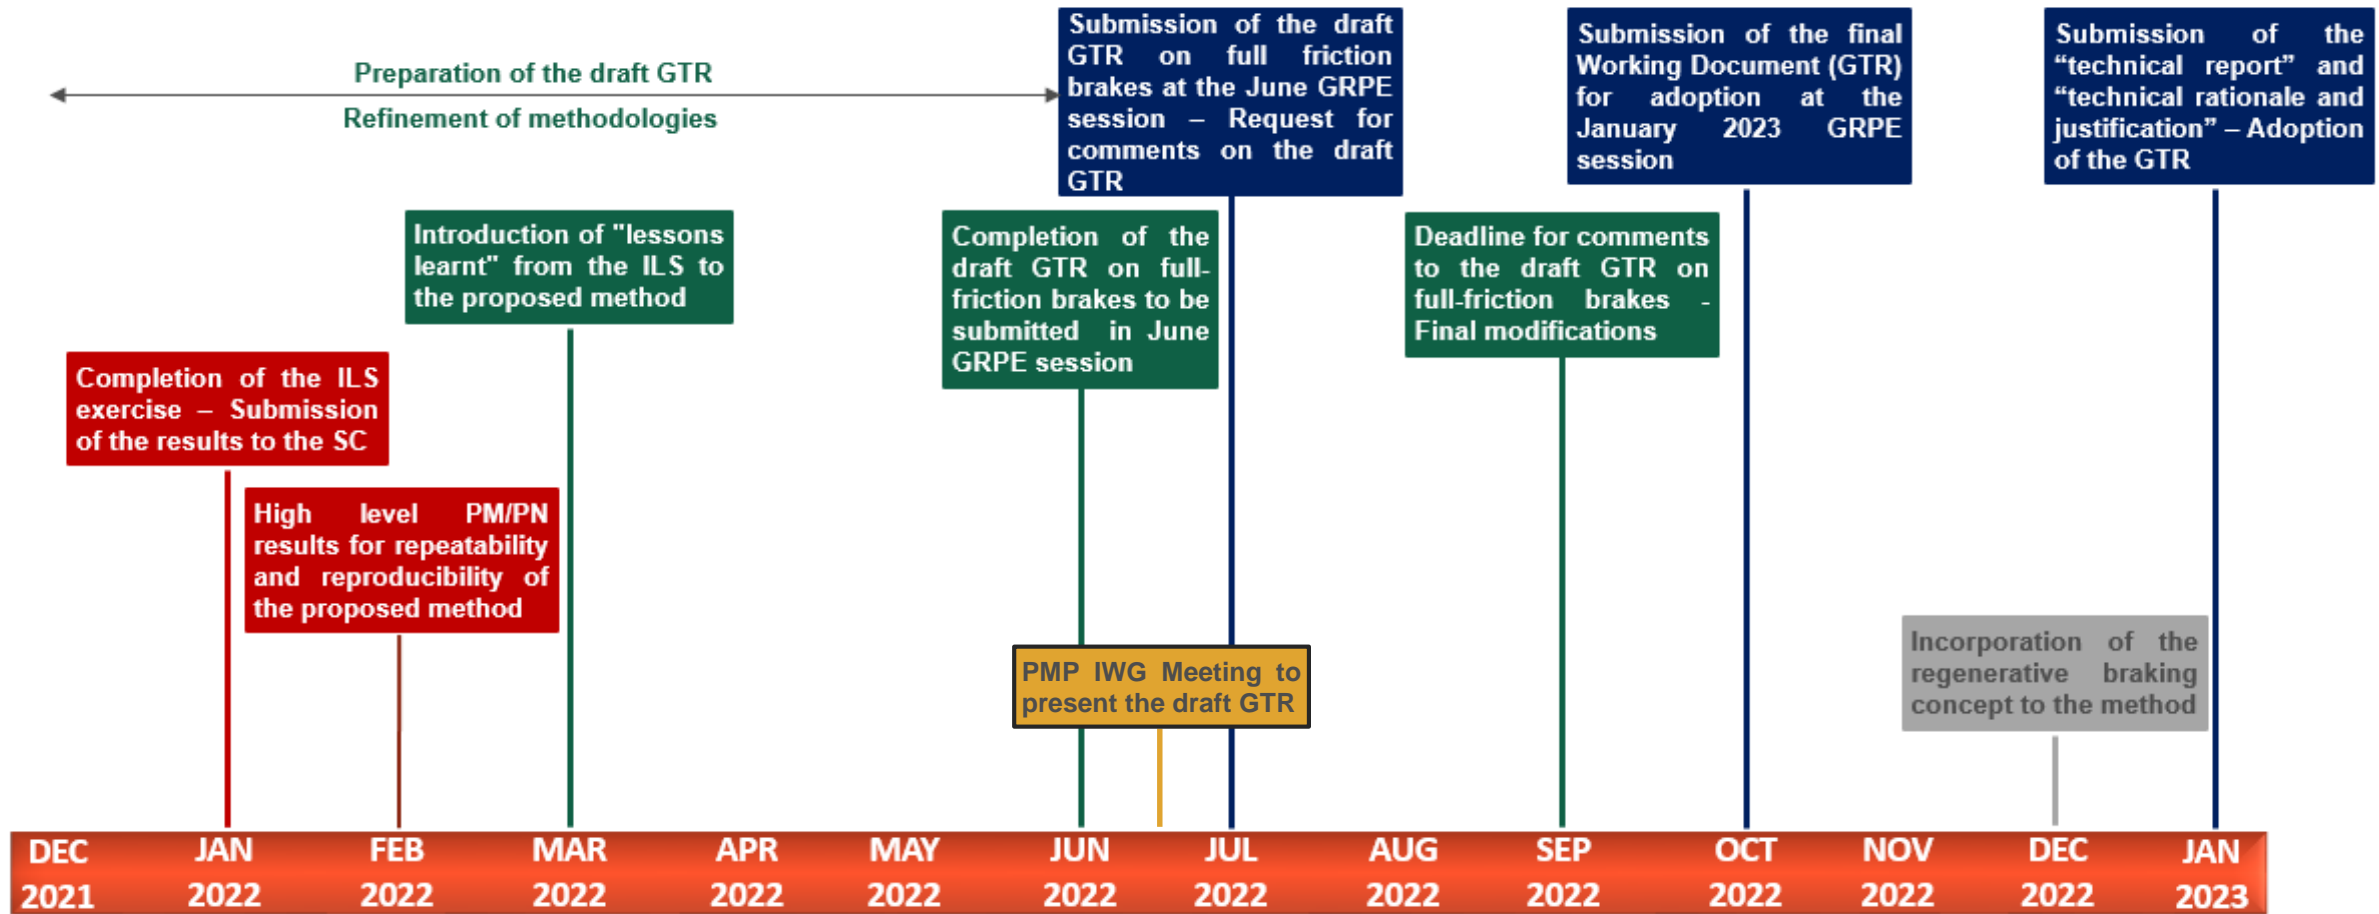 Preparation of the draft GTR
Refinement of methodologies
Submission of the draft
GTR on full friction
brakes at the June GRPE
session – Request for
comments on the draft
GTR
Submission of the final
Working Document (GTR)
for adoption at the
January 2023 GRPE
session
Submission of the
“technical report” and
“technical rationale and
justification” – Adoption
of the GTR
Introduction of "lessons
learnt" from the ILS to
the proposed method
Completion of the
draft GTR on full-
friction brakes to be
submitted in June
GRPE session
Deadline for comments
to the draft GTR on
full-friction brakes -
Final modifications
Completion of the ILS
exercise – Submission
of the results to the SC
High level PM/PN
results for repeatability
and reproducibility of
the proposed method
PMP IWG Meeting to
present the draft GTR
Incorporation of the
regenerative braking
concept to the method
DEC JAN FEB MAR APR MAY JUN JUL AUG SEP OCT NOV DEC JAN
2021 2022 2022 2022 2022 2022 2022 2022 2022 2022 2022 2022 2022 2023